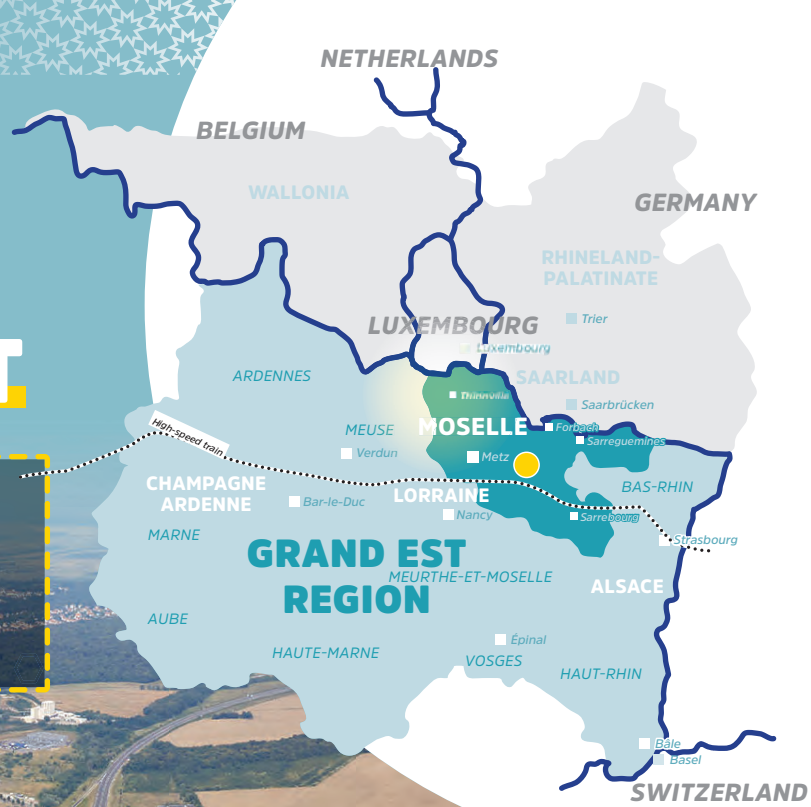 NETHERLANDS
BELGIUM
WALLONIA
GERMANY
RHINELAND-
PALATINATE
LUXEMBOURG
Trier
Luxembourg
T
ARDENNES
SAARLAND
Thionville
Saarbrücken
MEUSE
MOSELLE
Forbach
High-speed train
Sarreguemines
Verdun
Metz
CHAMPAGNE
ARDENNE
LORRAINE
BAS-RHIN
Bar-le-Duc
Nancy
Sarrebourg
MARNE
Strasbourg
GRAND EST
REGION
MEURTHE-ET-MOSELLE
ALSACE
AUBE
Épinal
HAUTE-MARNE
VOSGES
HAUT-RHIN
Bâle
Basel
SWITZERLAND